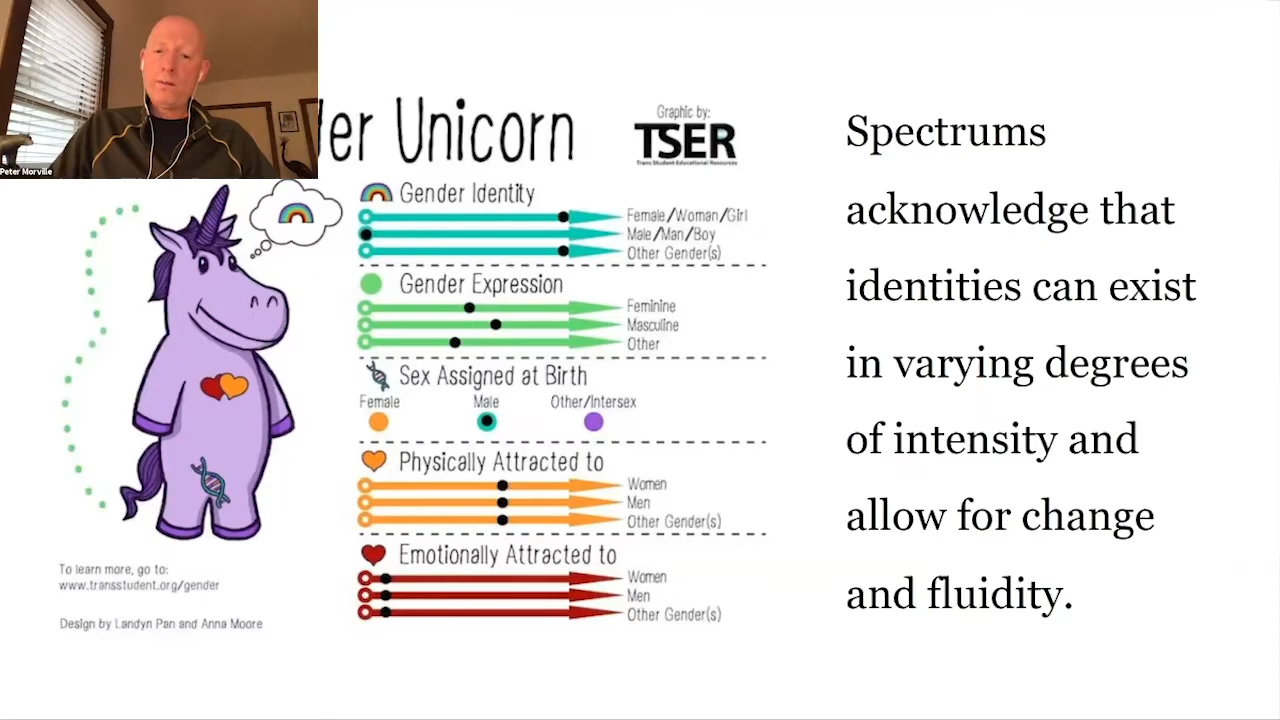 Peter Morville
der Unicorn
Graphic by:
TSER
Trans Student Educational Resources
Gender Identity
Female/Woman/Girl
Male/Man/Boy
Other Gender(s)
Gender Expression
Feminine
Masculine
Other
Sex Assigned at Birth
Female Male Other/Intersex
Physically Attracted to
Women
Men
Other Gender(s)
Emotionally Attracted to
Women
Men
Other Gender(s)
To learn more, go to:
www.transstudent.org/gender
Design by Landyn Pan and Anna Moore
Spectrums
acknowledge that
identities can exist
in varying degrees
of intensity and
allow for change
and fluidity.